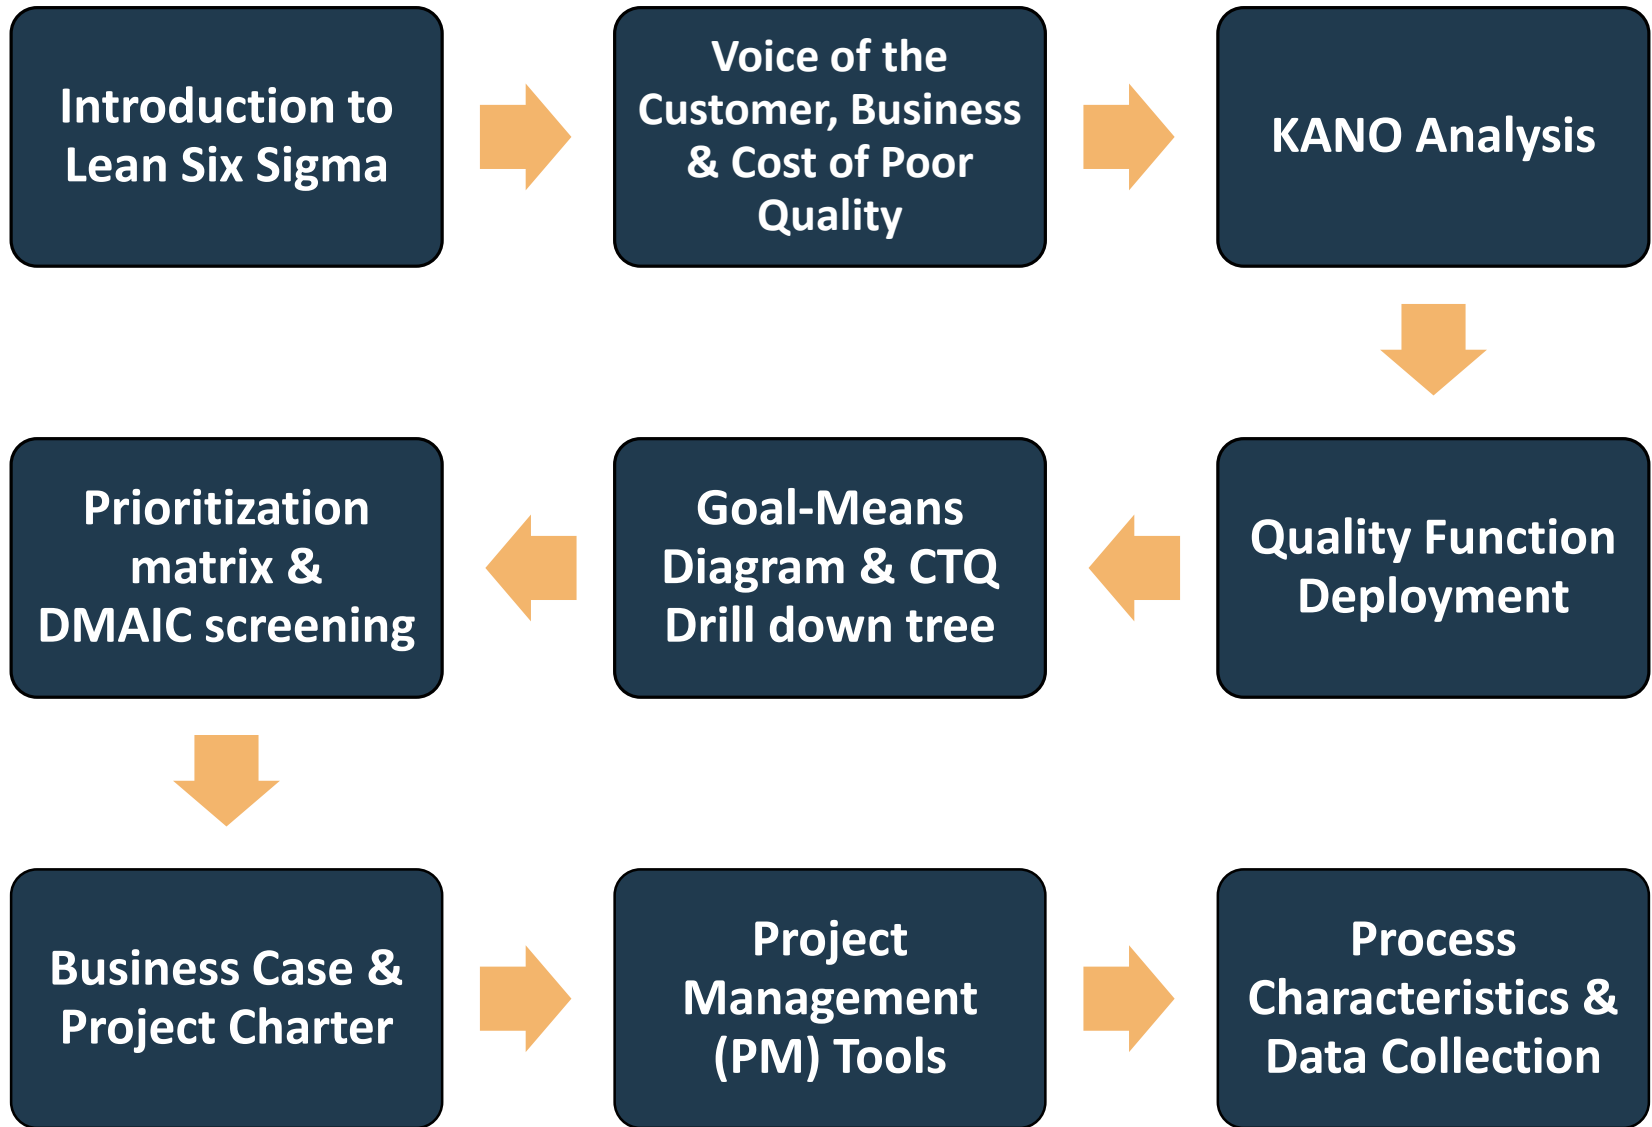 Introduction to
Lean Six Sigma
Voice of the
Customer, Business
& Cost of Poor
Quality
KANO Analysis
Quality Function
Deployment
Goal-Means
Diagram & CTQ
Drill down tree
Prioritization
matrix &
DMAIC screening
Business Case &
Project Charter
Project
Management
(PM) Tools
Process
Characteristics &
Data Collection